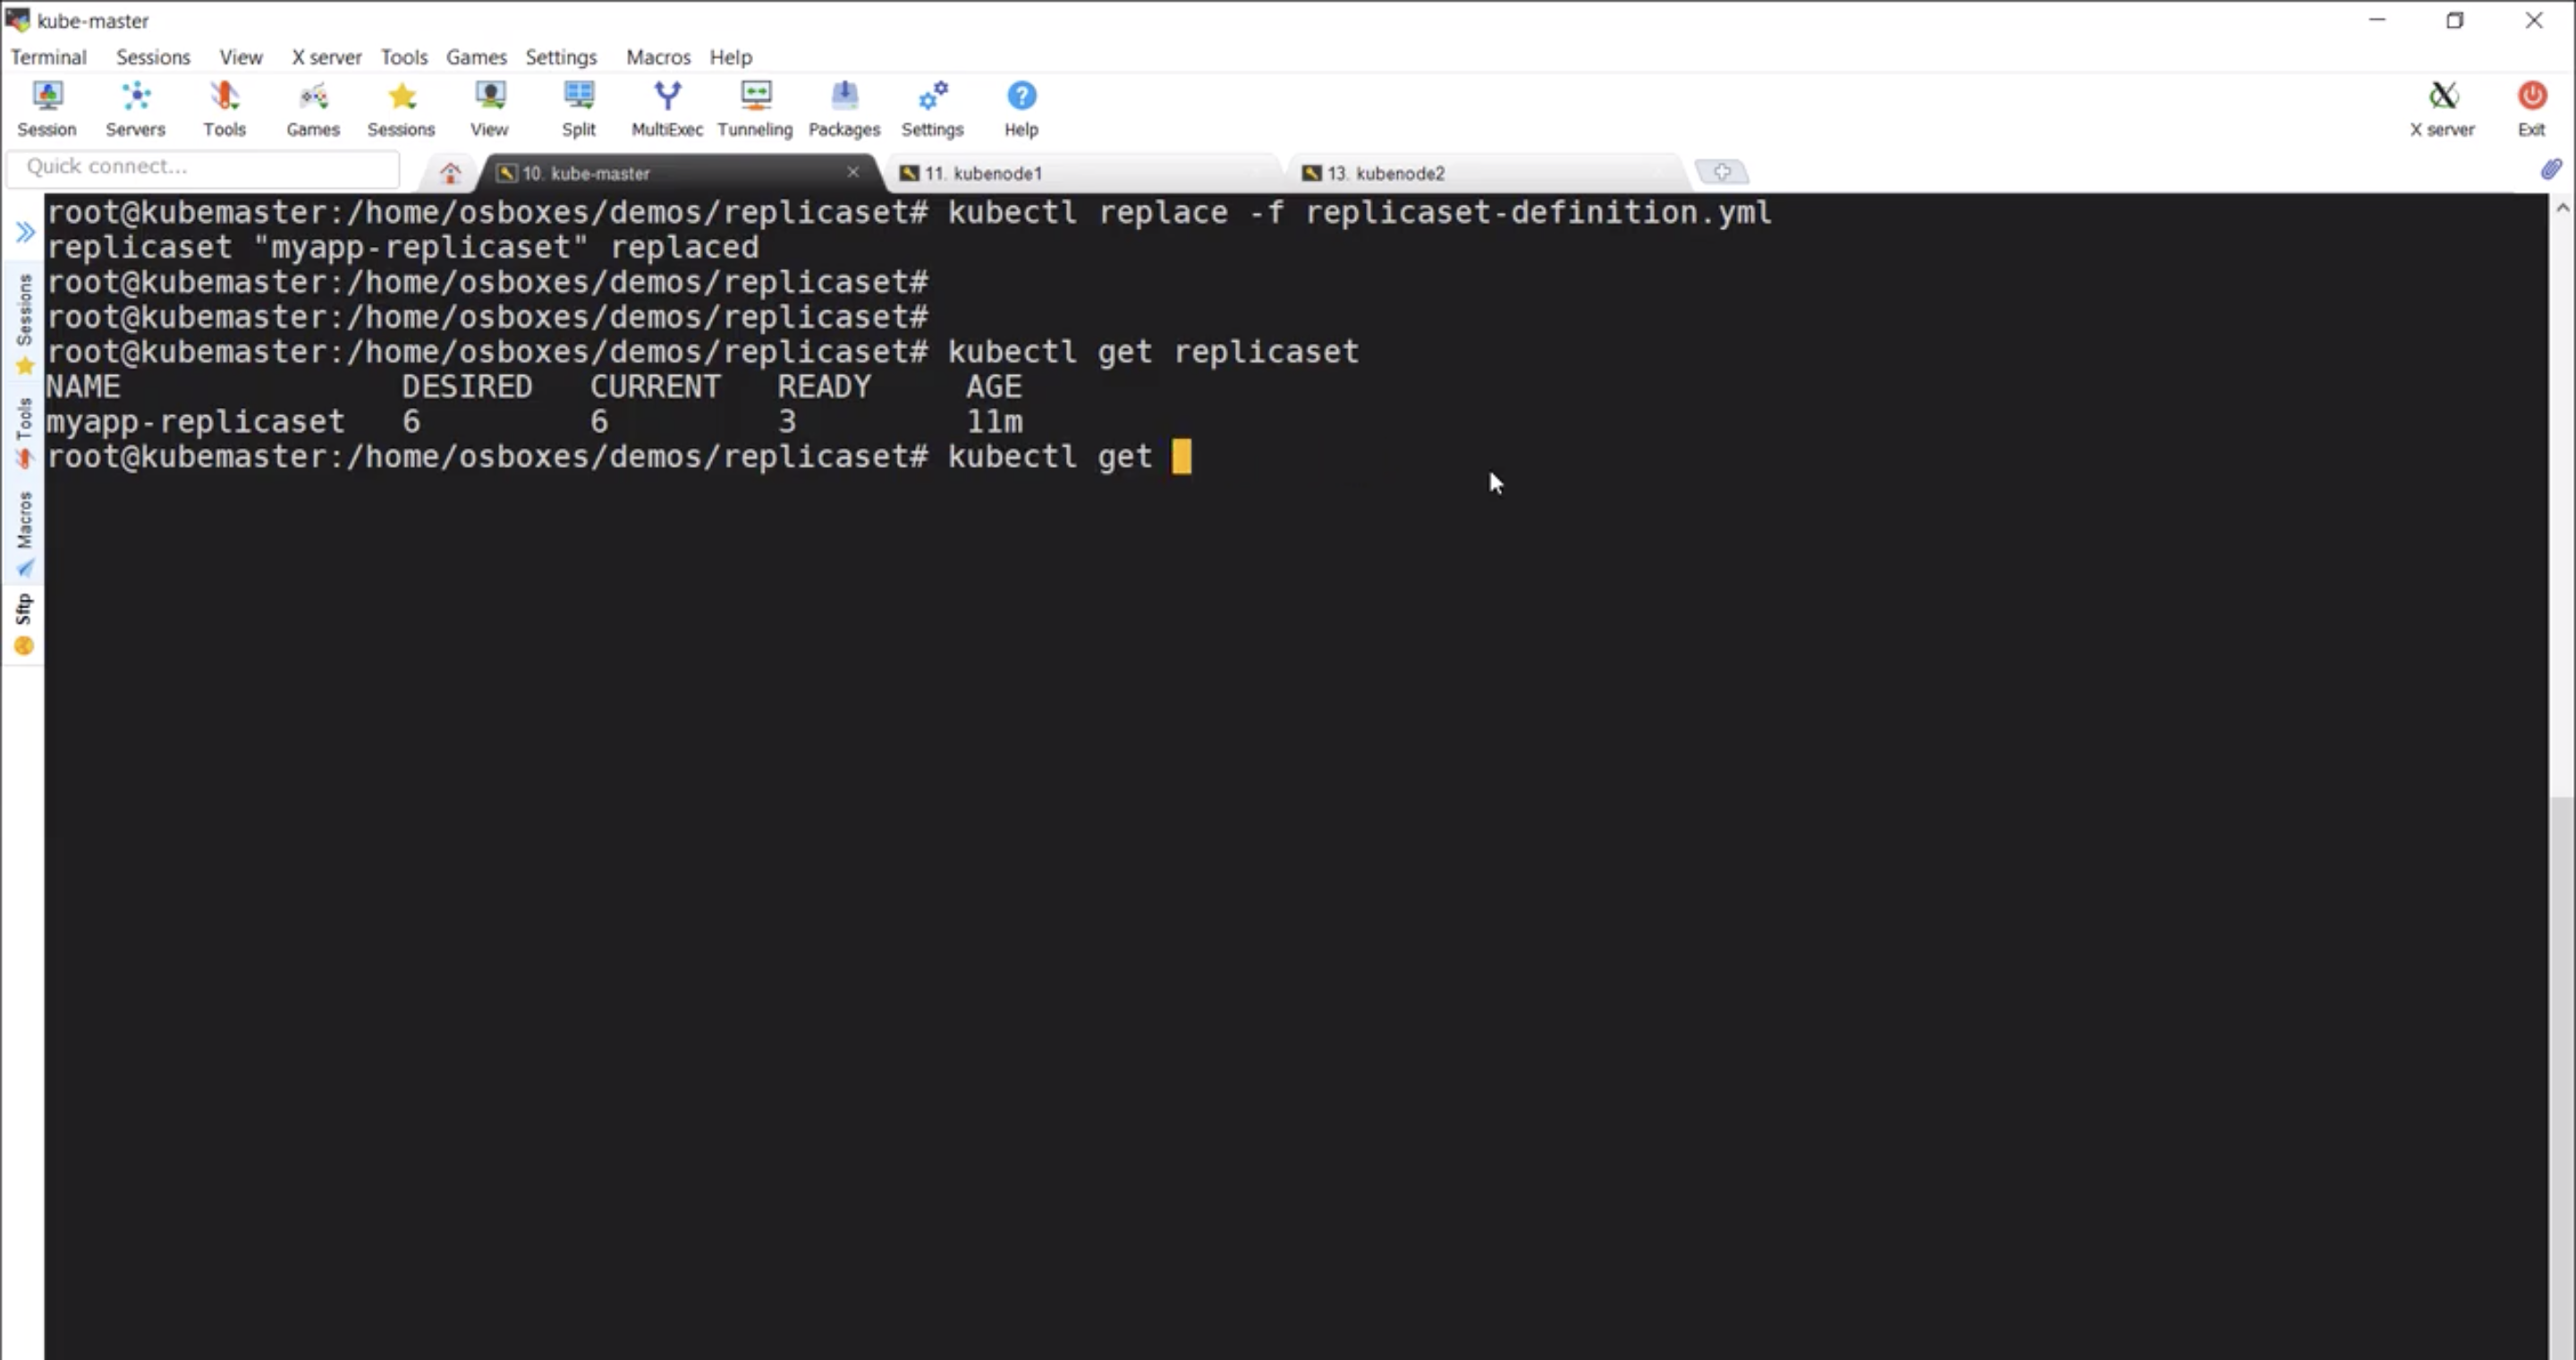 kube-master
Terminal Sessions View X server Tools Games Settings Macros Help
Session Servers Tools Games Sessions View Split MultiExec Tunneling Packages Settings Help X server Exit
Quick connect... 10. kube-master 11. kubenode1 13. kubenode2
root@kubemaster:/home/osboxes/demos/replicaset# kubectl replace -f replicaset-definition.yml
replicaset "myapp-replicaset" replaced
root@kubemaster:/home/osboxes/demos/replicaset#
root@kubemaster:/home/osboxes/demos/replicaset#
root@kubemaster:/home/osboxes/demos/replicaset# kubectl get replicaset
NAME DESIRED CURRENT READY AGE
myapp-replicaset 6 6 3 11m
root@kubemaster:/home/osboxes/demos/replicaset# kubectl get
Sessions
Tools
Macros
Sftp